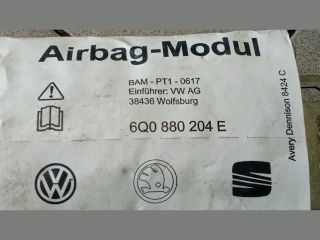 Airbag-Modul
BAM - PT1 - 0617
Einführer: VW AG
38436 Wolfsburg
6Q0 880 204 E
Avery Dennison 8424 C